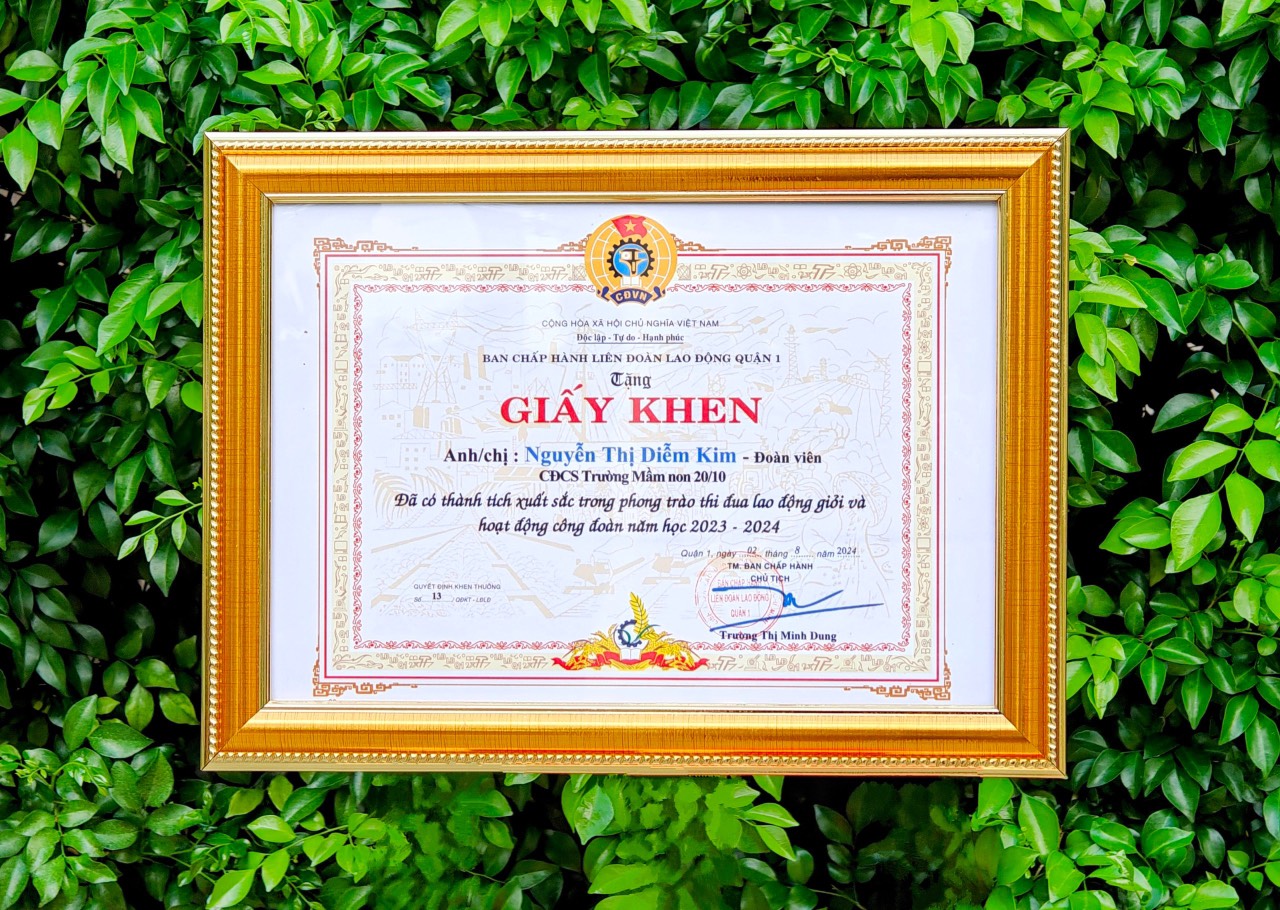 CĐVN
CỘNG HÒA XÃ HỘI CHỦ NGHĨA VIỆT NAM
Độc lập - Tự do - Hạnh phúc
BAN CHẤP HÀNH LIÊN ĐOÀN LAO ĐỘNG QUẬN 1
Tặng
GIẤY KHEN
Anh/chị : Nguyễn Thị Diễm Kim - Đoàn viên
CĐCS Trường Mầm non 20/10
Đã có thành tích xuất sắc trong phong trào thi đua lao động giỏi và
hoạt động công đoàn năm học 2023 - 2024
Quận 1, ngày 02 tháng 8 năm 2024
TM. BAN CHẤP HÀNH
CHỦ TỊCH
BAN CHẤP HÀNH
LIÊN ĐOÀN LAO ĐỘNG
QUẬN 1
QUYẾT ĐỊNH KHEN THƯỞNG
Số 13 / QĐKT - LĐLĐ
Trương Thị Minh Dung